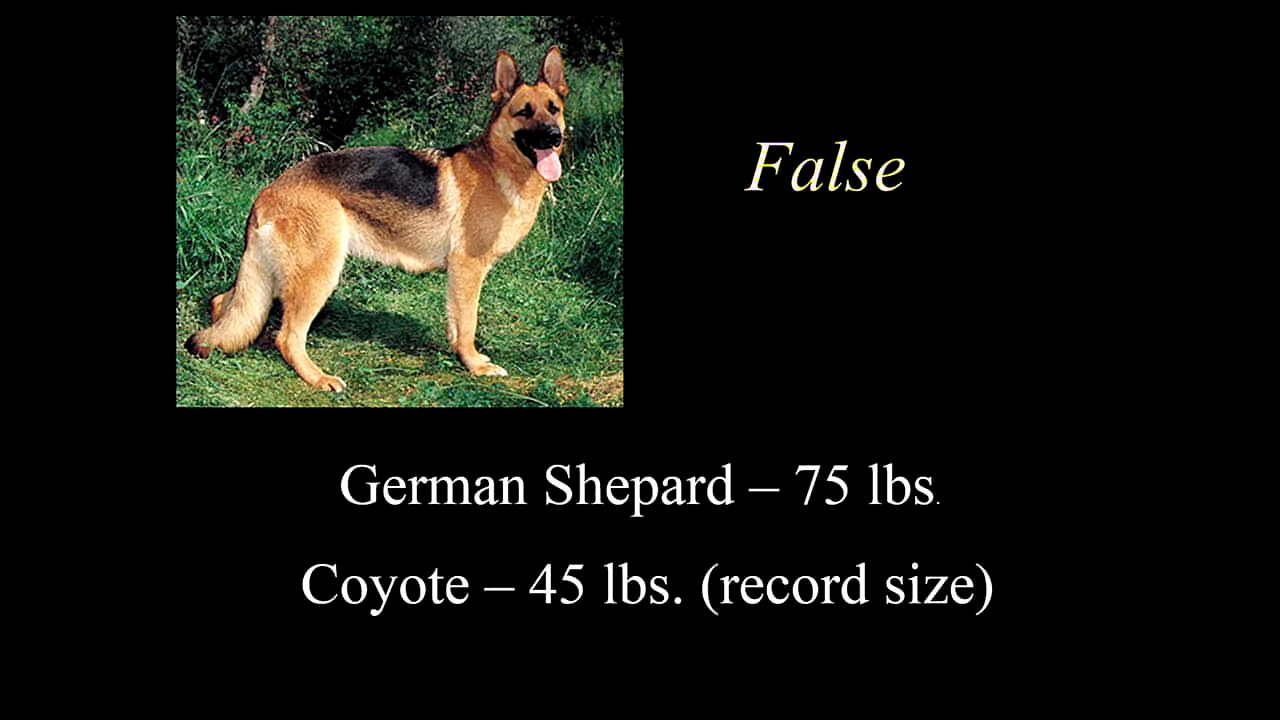 False
German Shepard – 75 lbs.
Coyote – 45 lbs. (record size)